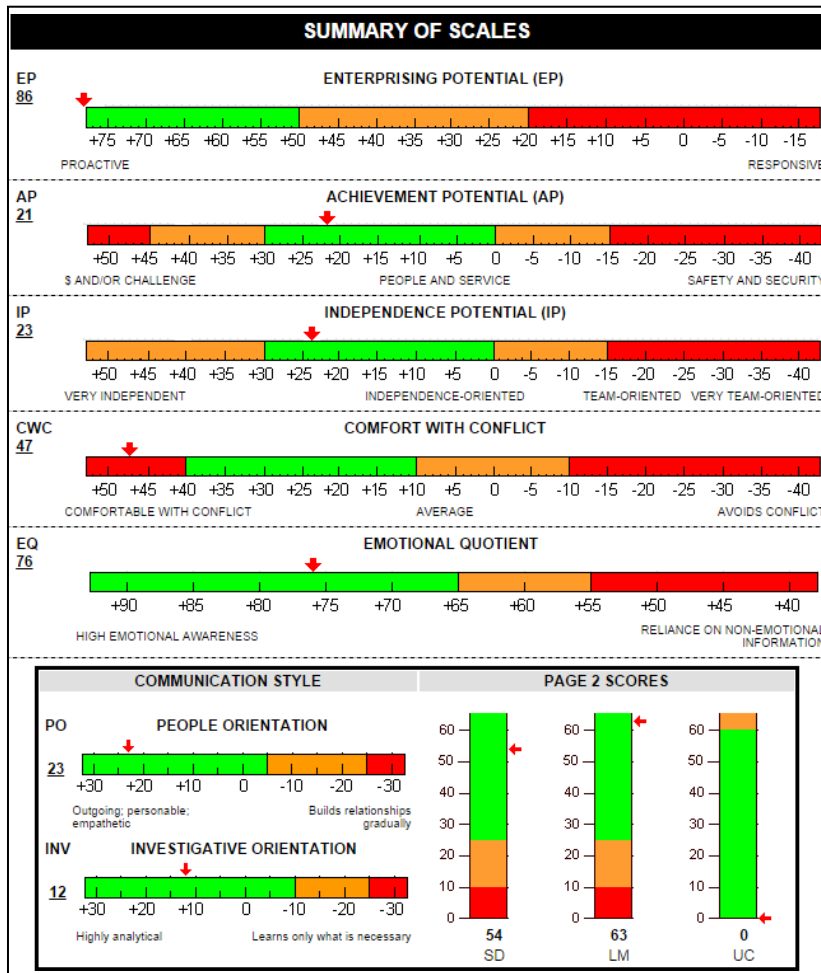 SUMMARY OF SCALES
EP ENTERPRISING POTENTIAL (EP)
86
+75 +70 +65 +60 +55 +50 +45 +40 +35 +30 +25 +20 +15 +10 +5 0 -5 -10 -15
PROACTIVE RESPONSIVE
AP ACHIEVEMENT POTENTIAL (AP)
21
+50 +45 +40 +35 +30 +25 +20 +15 +10 +5 0 -5 -10 -15 -20 -25 -30 -35 -40
$ AND/OR CHALLENGE PEOPLE AND SERVICE SAFETY AND SECURITY
IP INDEPENDENCE POTENTIAL (IP)
23
+50 +45 +40 +35 +30 +25 +20 +15 +10 +5 0 -5 -10 -15 -20 -25 -30 -35 -40
VERY INDEPENDENT INDEPENDENCE-ORIENTED TEAM-ORIENTED VERY TEAM-ORIENTED
CWC COMFORT WITH CONFLICT
47
+50 +45 +40 +35 +30 +25 +20 +15 +10 +5 0 -5 -10 -15 -20 -25 -30 -35 -40
COMFORTABLE WITH CONFLICT AVERAGE AVOIDS CONFLICT
EQ EMOTIONAL QUOTIENT
76
+90 +85 +80 +75 +70 +65 +60 +55 +50 +45 +40
HIGH EMOTIONAL AWARENESS RELIANCE ON NON-EMOTIONAL
INFORMATION
COMMUNICATION STYLE
PO PEOPLE ORIENTATION
23
+30 +20 +10 0 -10 -20 -30
Outgoing; personable; Builds relationships
empathetic gradually
INV INVESTIGATIVE ORIENTATION
12
+30 +20 +10 0 -10 -20 -30
Highly analytical Learns only what is necessary
PAGE 2 SCORES
60 60 60
50 50 50
40 40 40
30 30 30
20 20 20
10 10 10
0 0 0
54 63 0
SD LM UC